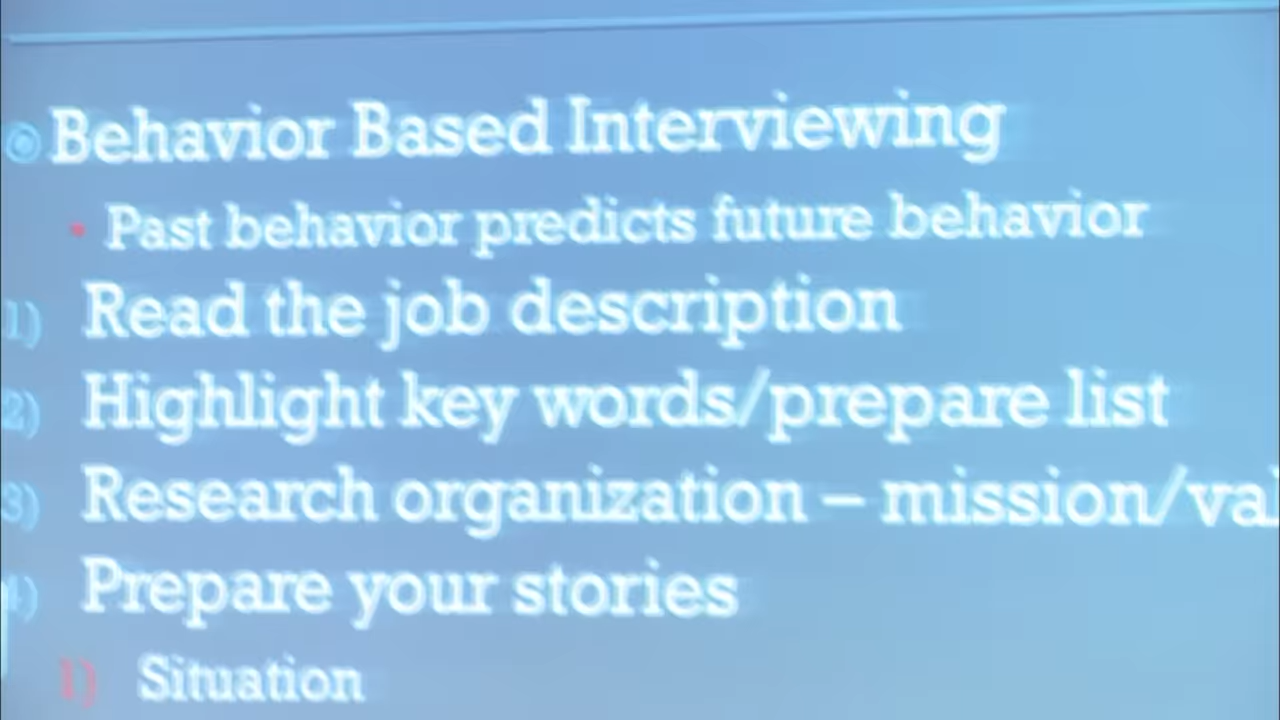 Behavior Based Interviewing
• Past behavior predicts future behavior
1) Read the job description
2) Highlight key words/prepare list
3) Research organization – mission/
4) Prepare your stories
1) Situation